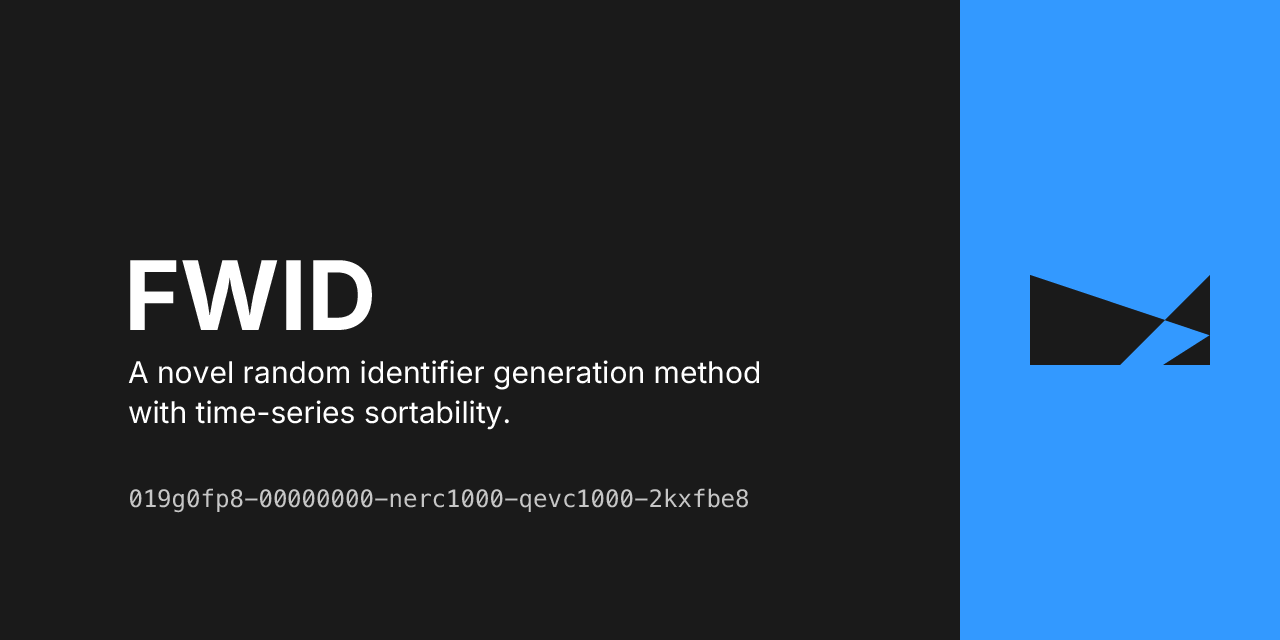 FWID
A novel random identifier generation method
with time-series sortability.
019g0fp8-00000000-nerc1000-qevc1000-2kxfbe8